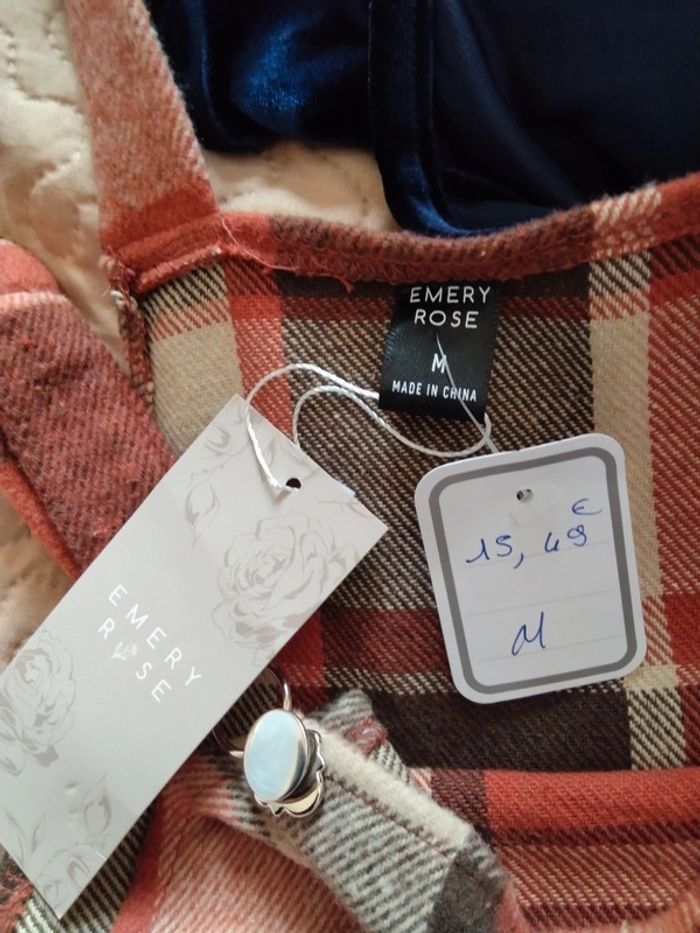 EMERY
ROSE
M
MADE IN CHINA
€
15,49
M
EMERY
ROSE